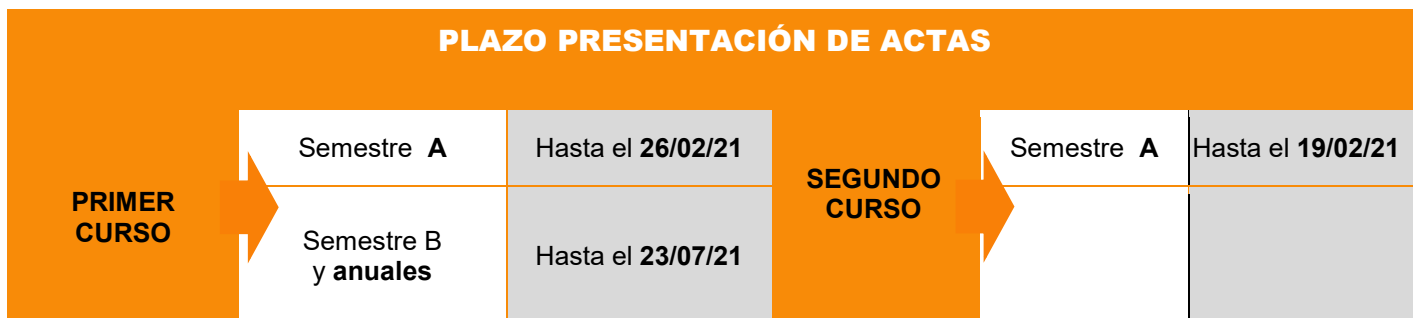 PLAZO PRESENTACIÓN DE ACTAS
PRIMER
CURSO
Semestre A
Hasta el 26/02/21
Semestre B
y anuales
Hasta el 23/07/21
SEGUNDO
CURSO
Semestre A
Hasta el 19/02/21